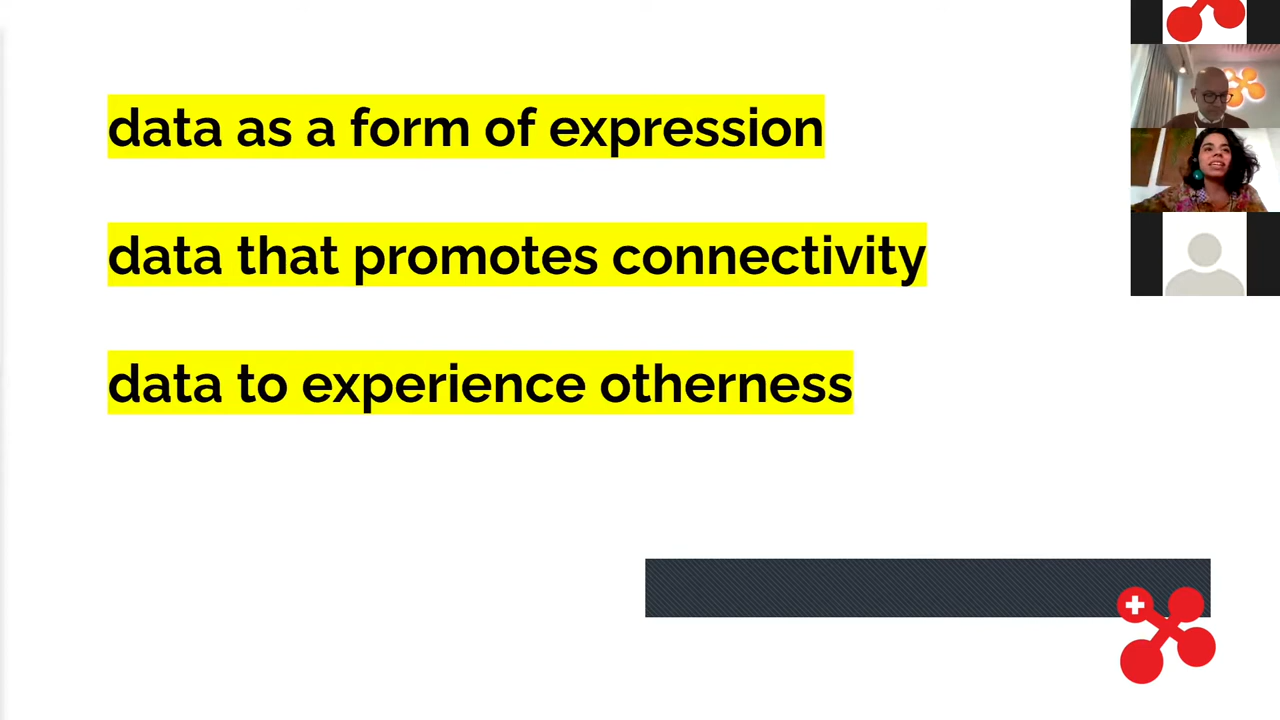 data as a form of expression
data that promotes connectivity
data to experience otherness